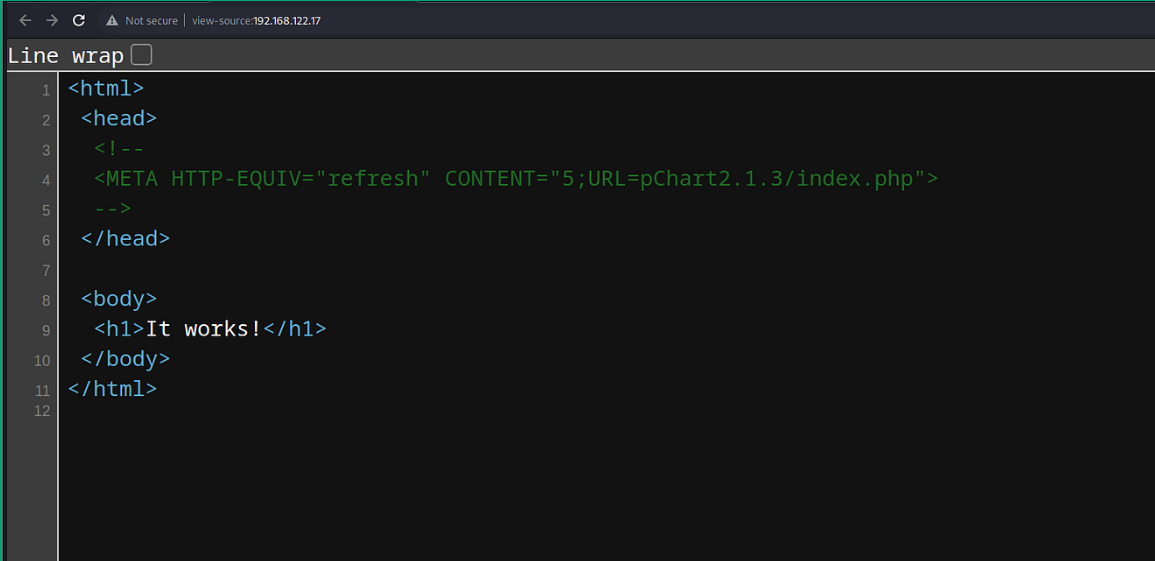 Not secure view-source:192.168.122.17
Line wrap
1 <html>
2 <head>
3 <!--
4 <META HTTP-EQUIV="refresh" CONTENT="5;URL=pChart2.1.3/index.php">
5 -->
6 </head>
7
8 <body>
9 <h1>It works!</h1>
10 </body>
11 </html>
12